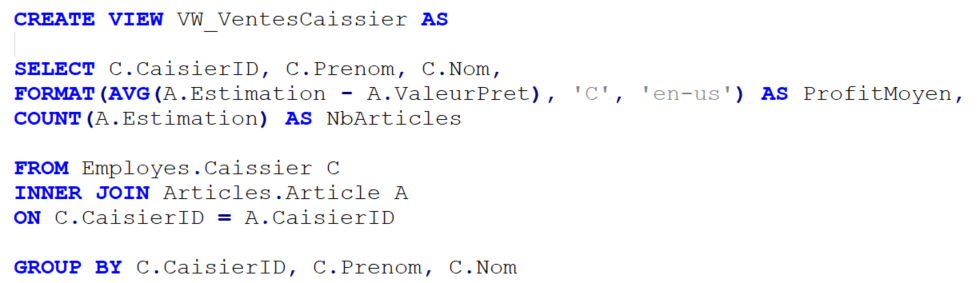 CREATE VIEW VW_VentesCaissier AS
SELECT C.CaisierID, C.Prenom, C.Nom,
FORMAT(AVG(A.Estimation - A.ValeurPret), 'C', 'en-us') AS ProfitMoyen,
COUNT(A.Estimation) AS NbArticles
FROM Employes.Caissier C
INNER JOIN Articles.Article A
ON C.CaisierID = A.CaisierID
GROUP BY C.CaisierID, C.Prenom, C.Nom